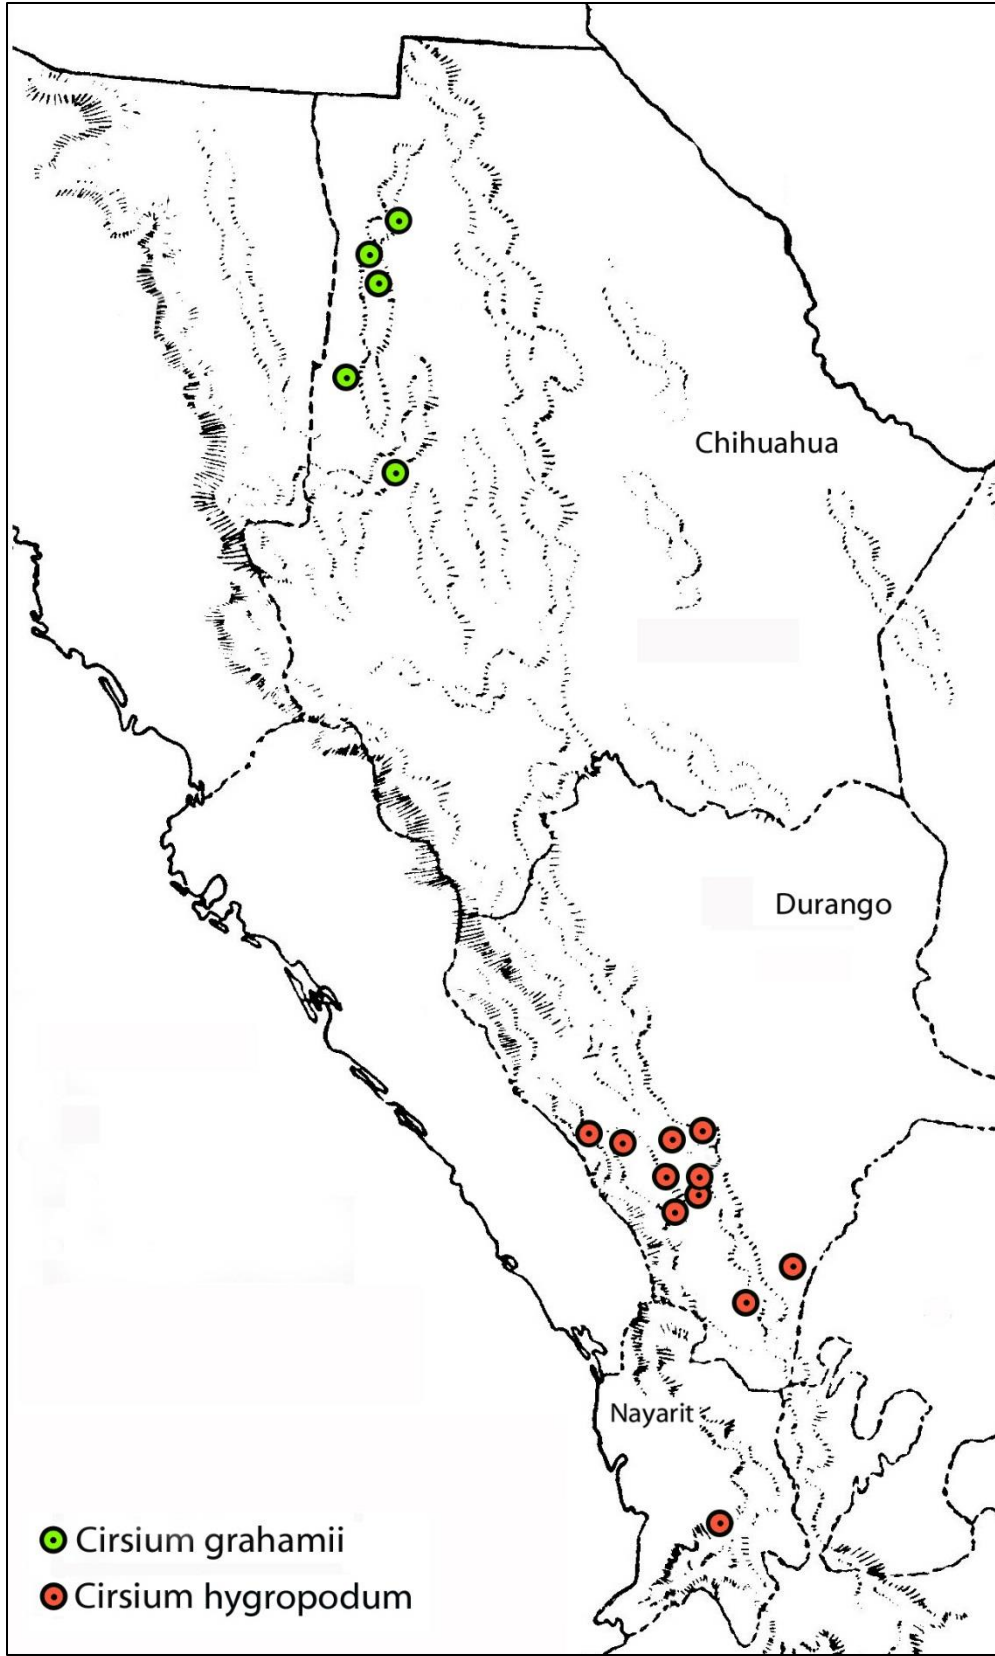 Chihuahua
Durango
Nayarit
Cirsium grahamii
Cirsium hygropodum